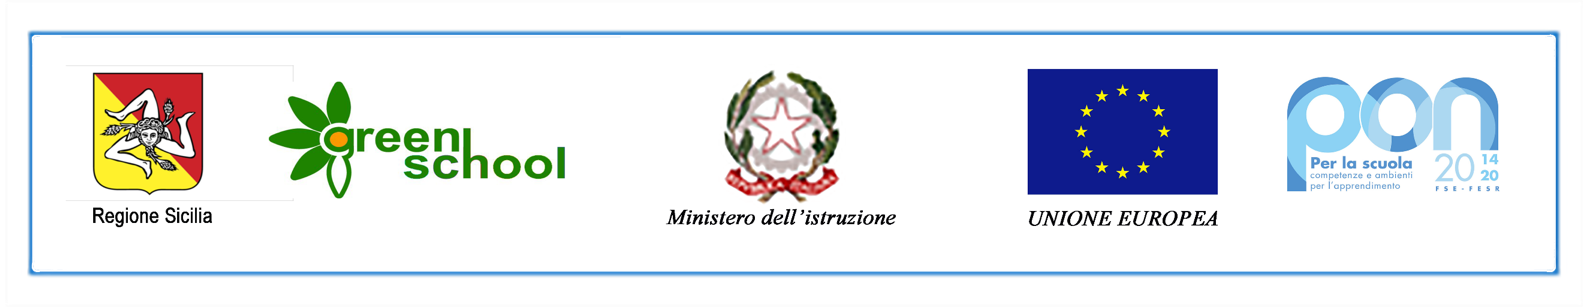 Regione Sicilia
green
school
Ministero dell'istruzione
UNIONE EUROPEA
pon
Per la scuola
competenze e ambienti
per l'apprendimento
20 14
20
FSE-FESR